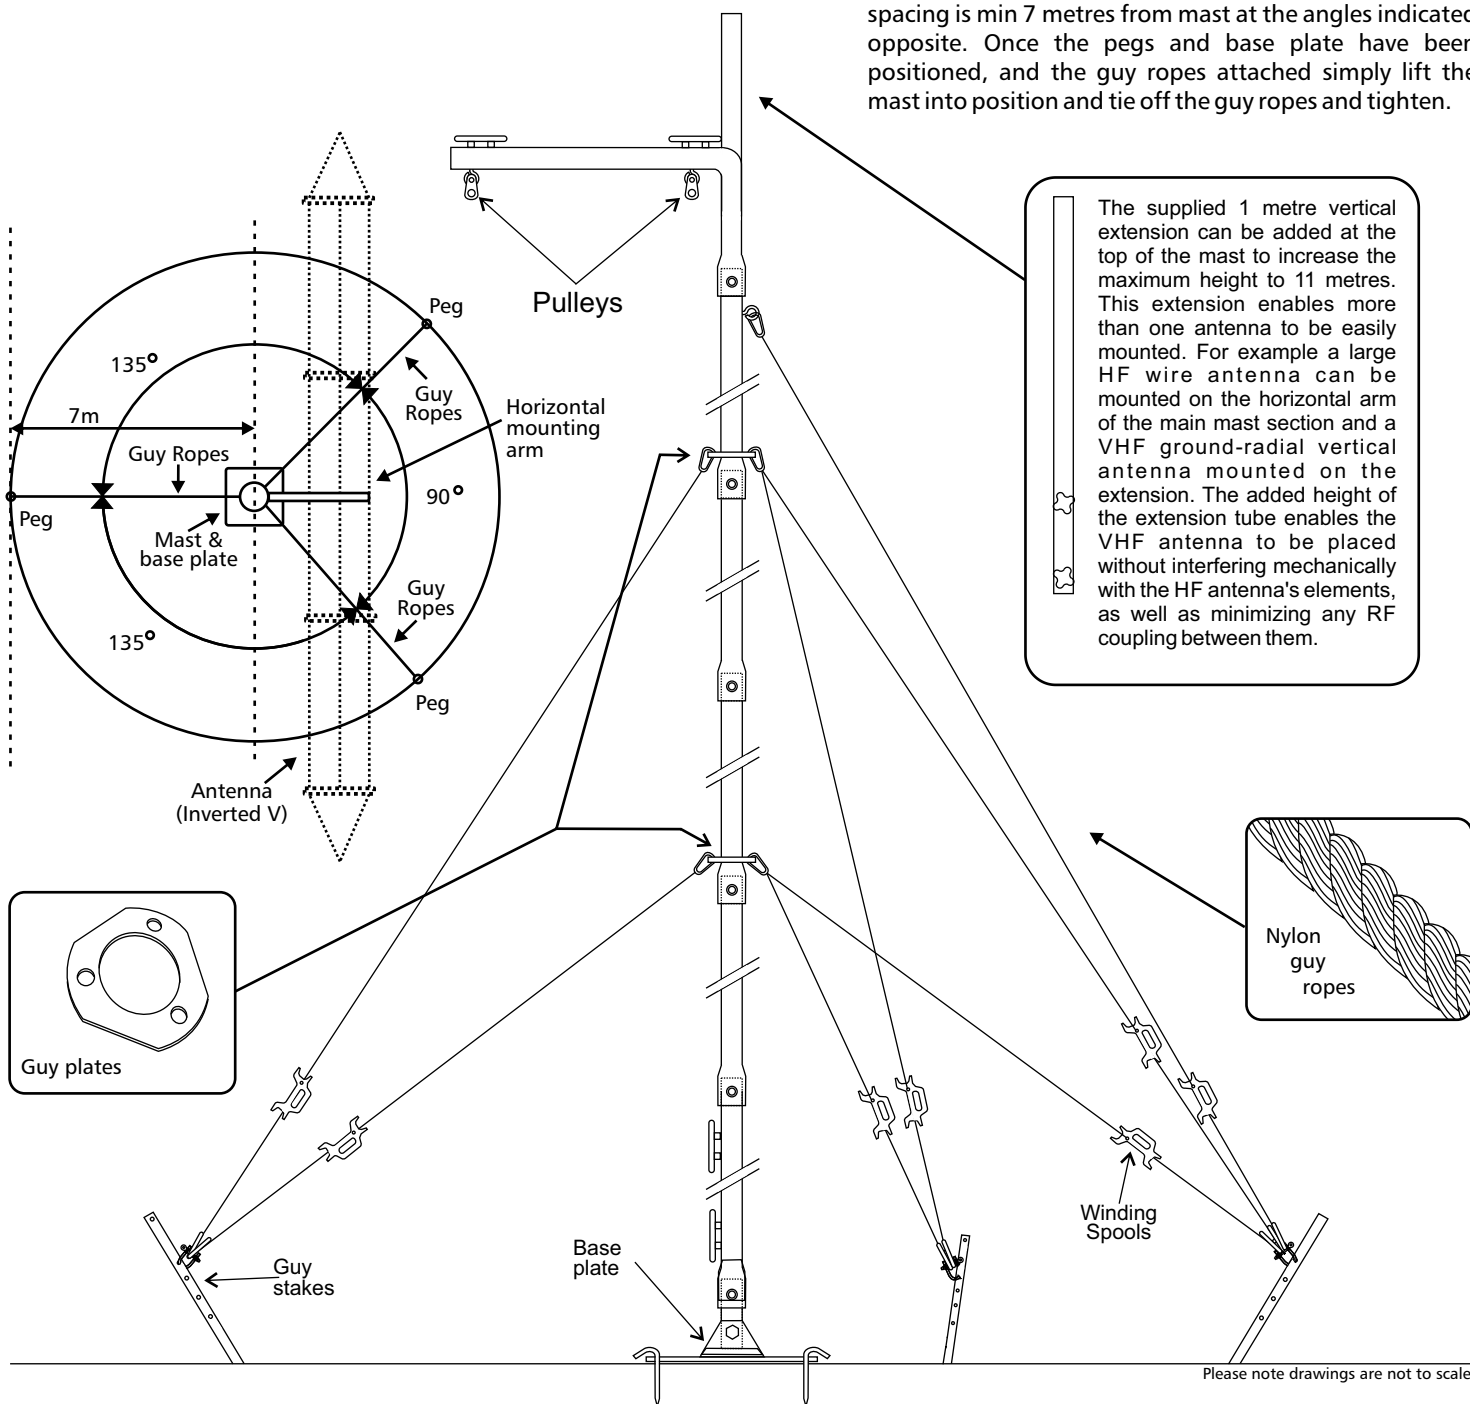 spacing is min 7 metres from mast at the angles indicated
opposite. Once the pegs and base plate have been
positioned, and the guy ropes attached simply lift the
mast into position and tie off the guy ropes and tighten.
Pulleys
The supplied 1 metre vertical
extension can be added at the
top of the mast to increase the
maximum height to 11 metres.
This extension enables more
than one antenna to be easily
mounted. For example a large
HF wire antenna can be
mounted on the horizontal arm
of the main mast section and a
VHF ground-radial vertical
antenna mounted on the
extension. The added height of
the extension tube enables the
VHF antenna to be placed
without interfering mechanically
with the HF antenna's elements,
as well as minimizing any RF
coupling between them.
Peg
135°
Guy
Ropes
7m
Horizontal
mounting
arm
Guy Ropes
90°
Peg
Mast &
base plate
Guy
Ropes
135°
Peg
Antenna
(Inverted V)
Guy plates
Nylon
guy
ropes
Winding
Spools
Guy
stakes
Base
plate
Please note drawings are not to scale